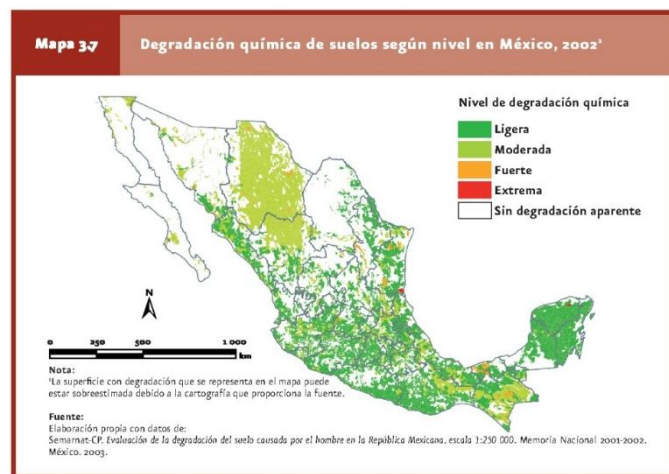 Mapa 3.7
Degradación química de suelos según nivel en México, 2002¹
Nivel de degradación química
Ligera
Moderada
Fuerte
Extrema
Sin degradación aparente
N
0 250 500 1 000
km
Nota:
¹La superficie con degradación que se representa en el mapa puede
estar sobreestimada debido a la cartografía que proporciona la fuente.
Fuente:
Elaboración propia con datos de:
Semarnat-CP. Evaluación de la degradación del suelo causada por el hombre en la República Mexicana, escala 1:250 000. Memoria Nacional 2001-2002.
México. 2003.